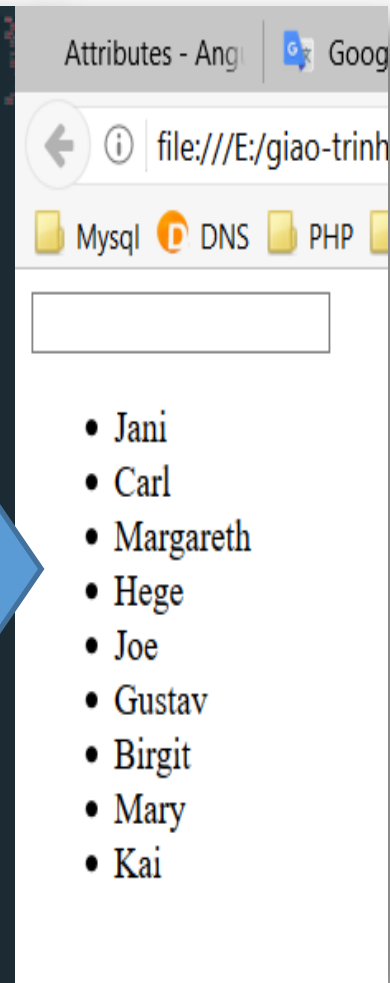 Attributes - Ang
Goog
file:///E:/giao-trinh
Mysql DNS PHP
Jani
Carl
Margareth
Hege
Joe
Gustav
Birgit
Mary
Kai